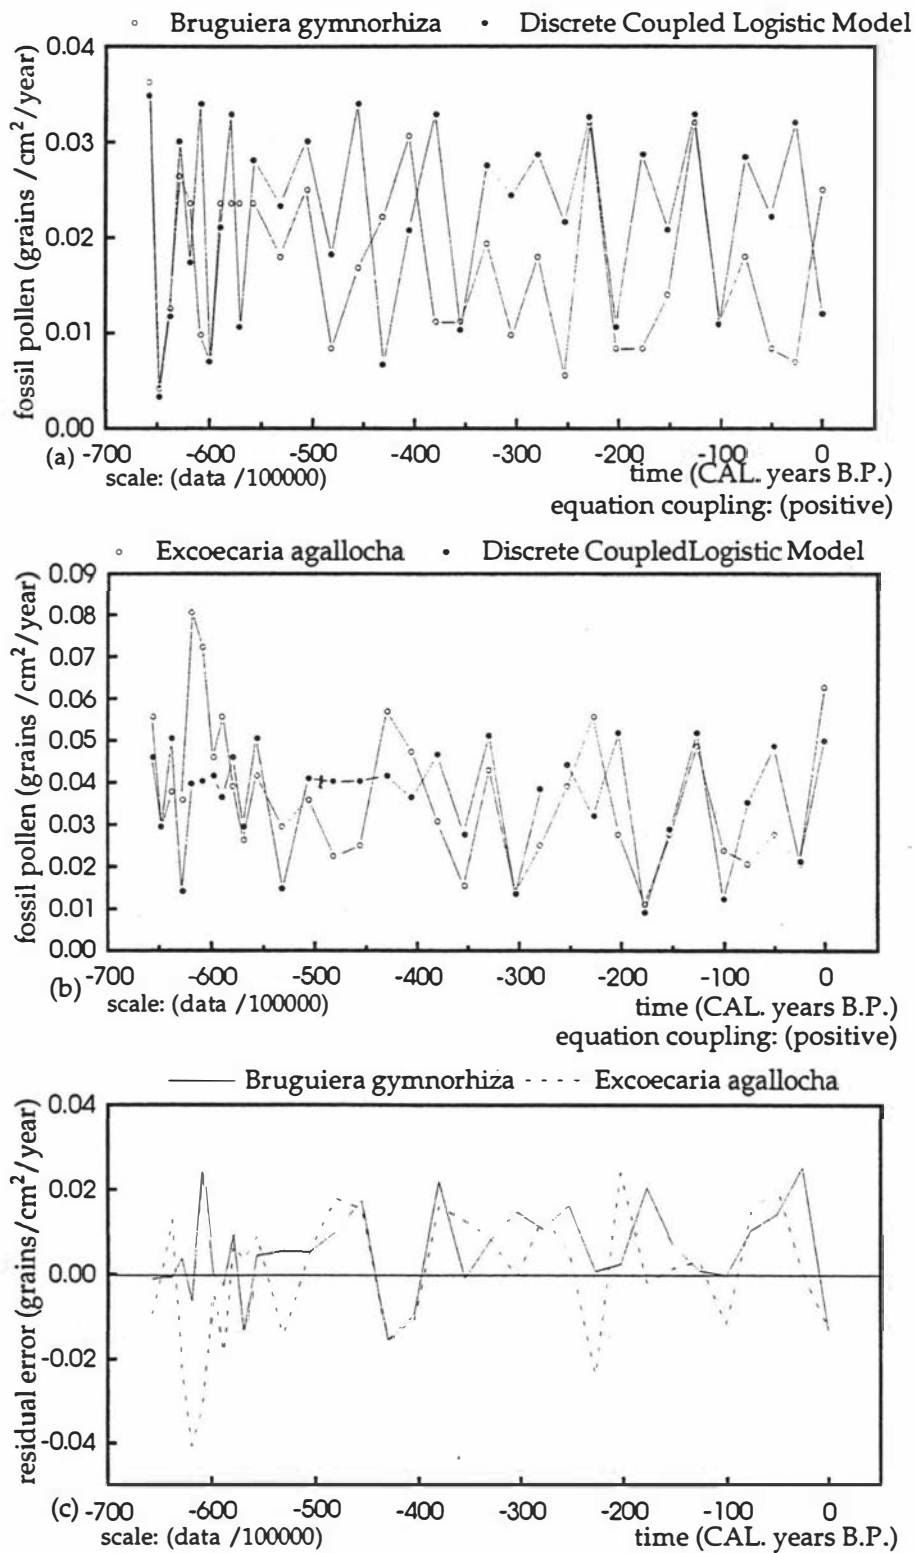 ○ Bruguiera gymnorhiza • Discrete Coupled Logistic Model
fossil pollen (grains /cm²/year)
0.04
0.03
0.02
0.01
0.00
(a) -700 -600 -500 -400 -300 -200 -100 0
scale: (data /100000) time (CAL. years B.P.)
equation coupling: (positive)
○ Excoecaria agallocha • Discrete CoupledLogistic Model
fossil pollen (grains /cm²/year)
0.09
0.08
0.07
0.06
0.05
0.04
0.03
0.02
0.01
0.00
(b) -700 -600 -500 -400 -300 -200 -100 0
scale: (data /100000) time (CAL. years B.P.)
equation coupling: (positive)
Bruguiera gymnorhiza - - - - Excoecaria agallocha
residual error (grains/cm²/year)
0.04
0.02
0.00
-0.02
-0.04
(c) -700 -600 -500 -400 -300 -200 -100 0
scale: (data /100000) time (CAL. years B.P.)